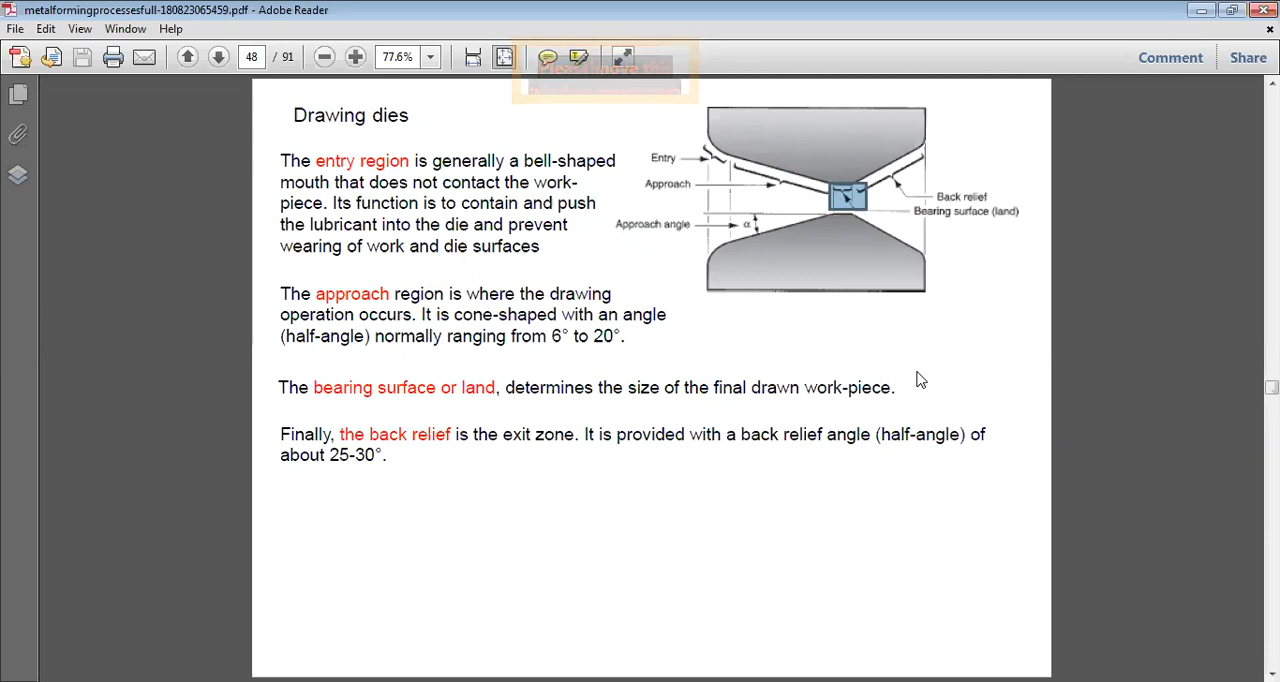 metalformingprocessesfull-180823065459.pdf - Adobe Reader
File Edit View Window Help
48 / 91 77.6% Comment Share
Drawing dies
The entry region is generally a bell-shaped
mouth that does not contact the work-
piece. Its function is to contain and push
the lubricant into the die and prevent
wearing of work and die surfaces
Entry
Approach
Approach angle
α
Back relief
Bearing surface (land)
The approach region is where the drawing
operation occurs. It is cone-shaped with an angle
(half-angle) normally ranging from 6° to 20°.
The bearing surface or land, determines the size of the final drawn work-piece.
Finally, the back relief is the exit zone. It is provided with a back relief angle (half-angle) of
about 25-30°.